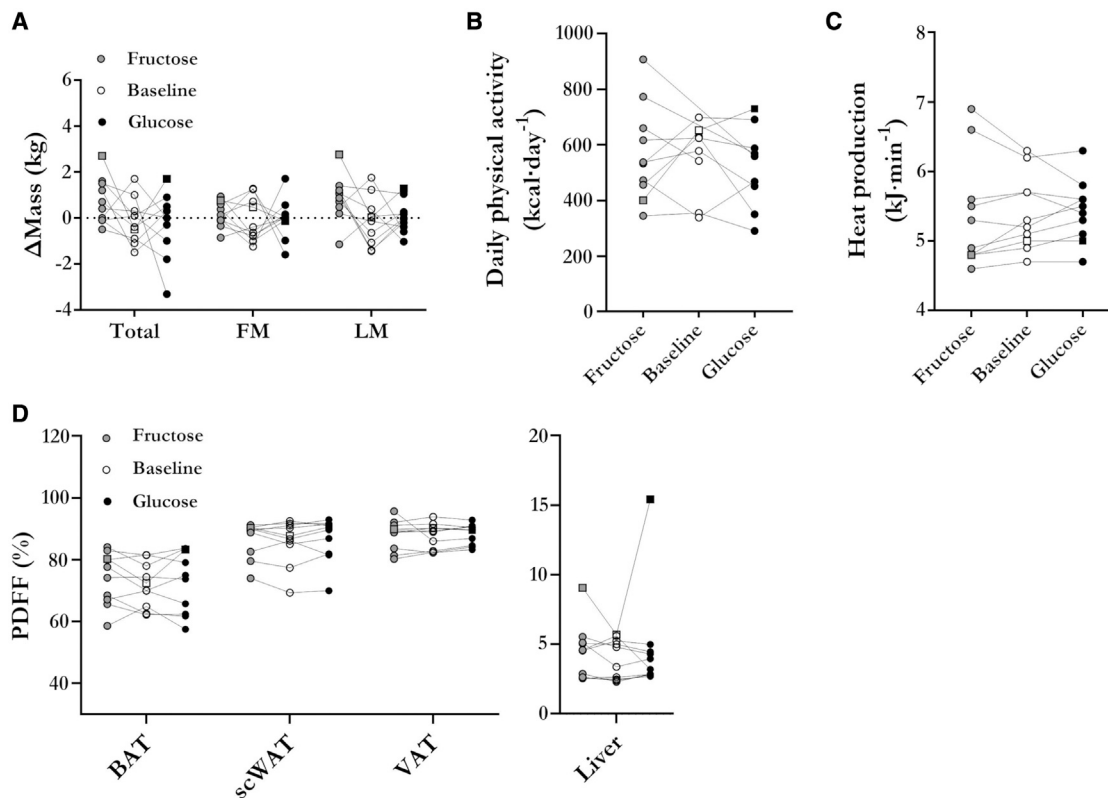 A
Fructose
Baseline
Glucose
ΔMass (kg)
6
4
2
0
-2
-4
Total FM LM
B
Daily physical activity
(kcal·day⁻¹)
1000
800
600
400
200
0
Fructose
Baseline
Glucose
C
Heat production
(kJ·min⁻¹)
8
7
6
5
4
Fructose
Baseline
Glucose
D
Fructose
Baseline
Glucose
PDFF (%)
120
100
80
60
40
BAT
scWAT
VAT
20
15
10
5
0
Liver